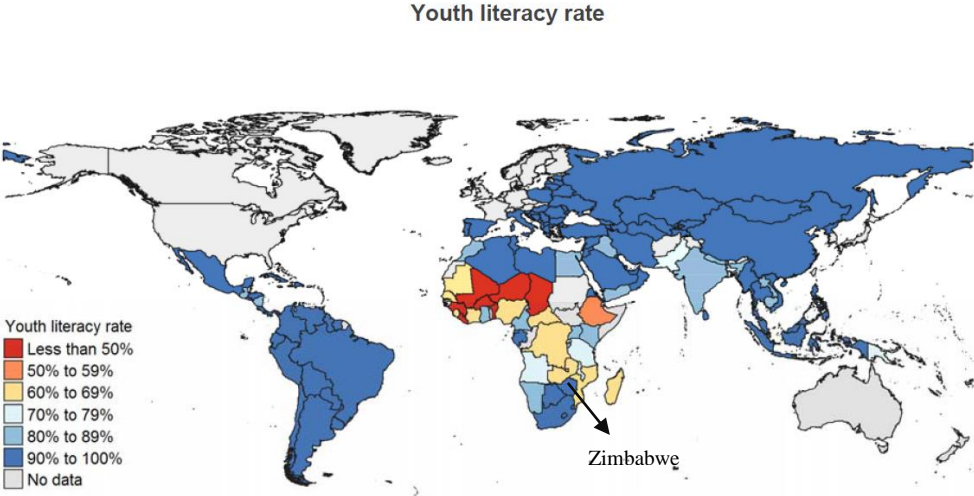 Youth literacy rate
Youth literacy rate
Less than 50%
50% to 59%
60% to 69%
70% to 79%
80% to 89%
90% to 100%
No data
Zimbabwe